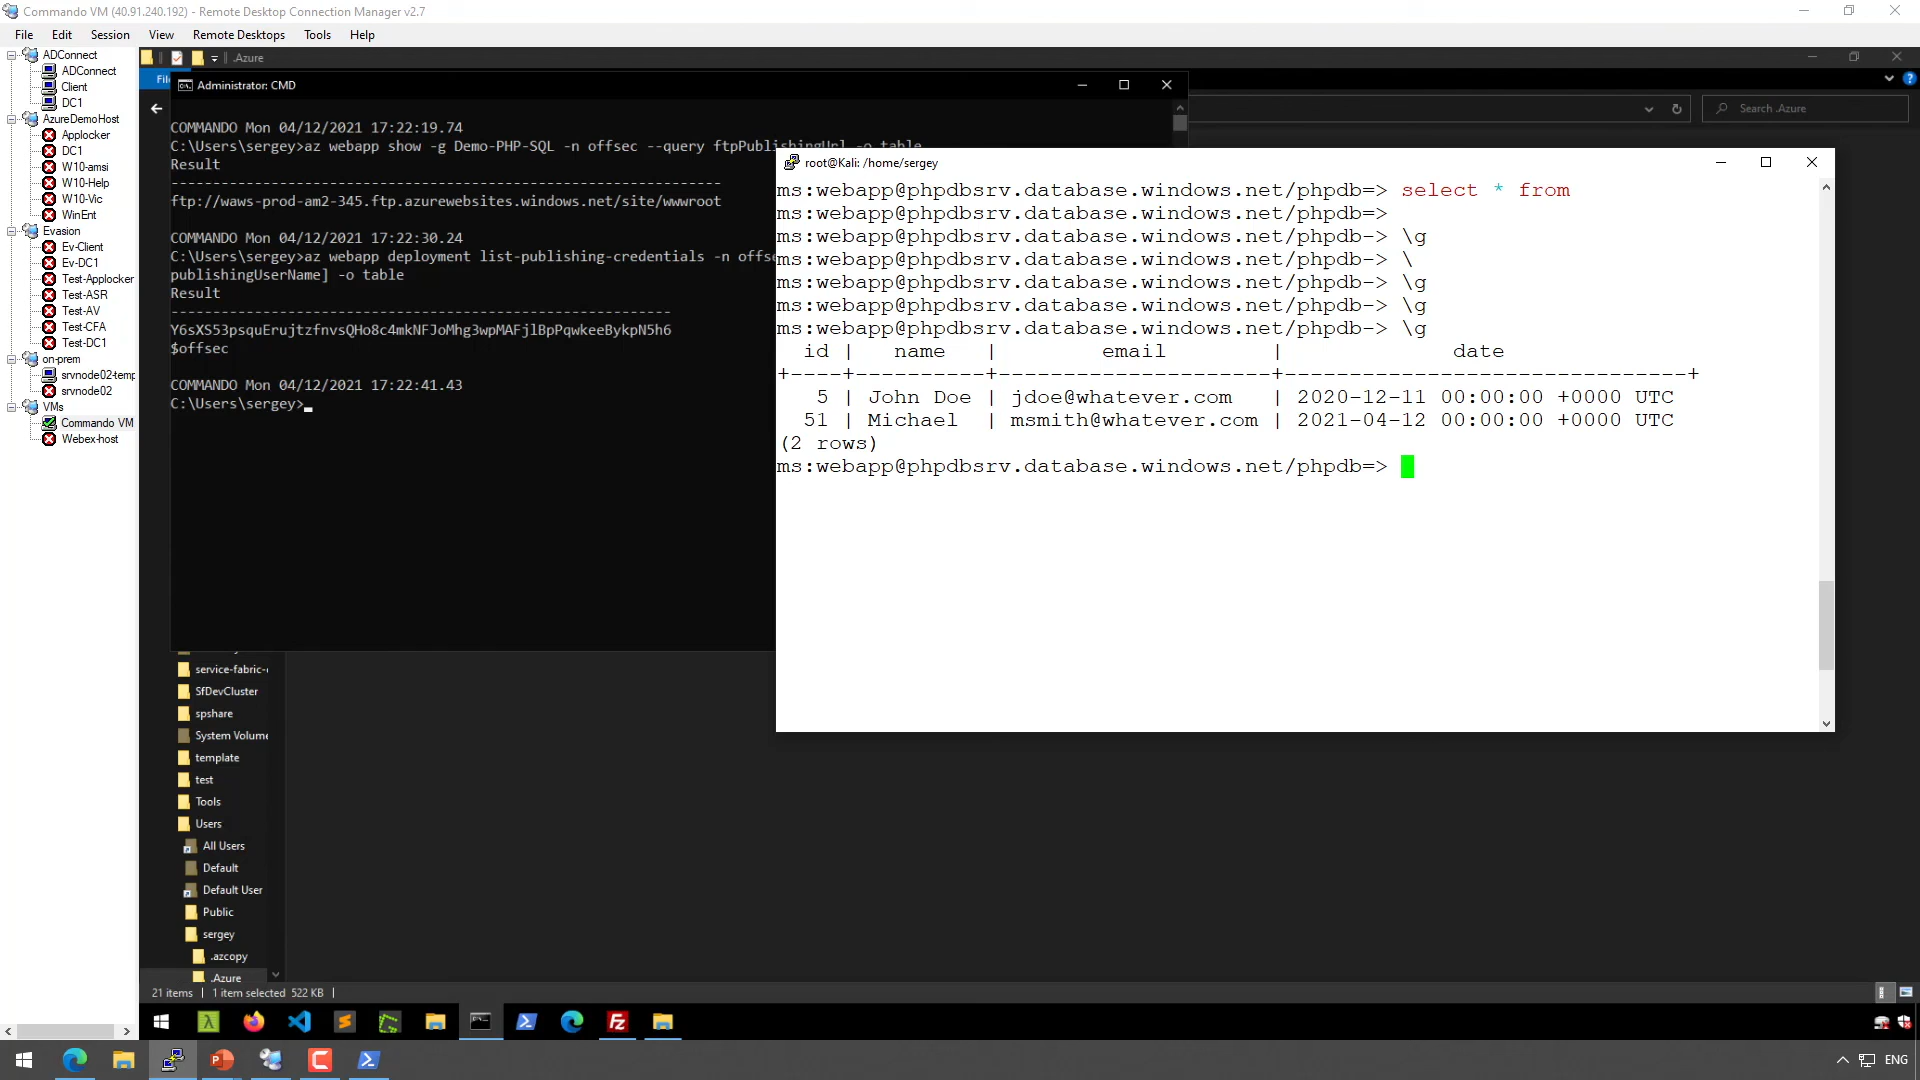 Commando VM (40.91.240.192) - Remote Desktop Connection Manager v2.7
File Edit Session View Remote Desktops Tools Help
ADConnect
ADConnect
Client
DC1
AzureDemoHost
Applocker
DC1
W10-amsi
W10-Help
W10-Vic
WinEnt
Evasion
Ev-Client
Ev-DC1
Test-Applocker
Test-ASR
Test-AV
Test-CFA
Test-DC1
on-prem
srvnode02-temp
srvnode02
VMs
Commando VM
Webex-host
.Azure
Search .Azure
Administrator: CMD
COMMANDO Mon 04/12/2021 17:22:19.74
C:\Users\sergey>az webapp show -g Demo-PHP-SQL -n offsec --query ftpPublishingUrl -o table
Result
----------------------------------------------------------------
ftp://waws-prod-am2-345.ftp.azurewebsites.windows.net/site/wwwroot
COMMANDO Mon 04/12/2021 17:22:30.24
C:\Users\sergey>az webapp deployment list-publishing-credentials -n offse
publishingUserName] -o table
Result
------------------------------------------------------------
Y6sXS53psquErujtzfnvsQHo8c4mkNFJoMhg3wpMAFjlBpPqwkeeBykpN5h6
$offsec
COMMANDO Mon 04/12/2021 17:22:41.43
C:\Users\sergey>
root@Kali: /home/sergey
ms:webapp@phpdbsrv.database.windows.net/phpdb=> select * from
ms:webapp@phpdbsrv.database.windows.net/phpdb=>
ms:webapp@phpdbsrv.database.windows.net/phpdb-> \g
ms:webapp@phpdbsrv.database.windows.net/phpdb-> \
ms:webapp@phpdbsrv.database.windows.net/phpdb-> \g
ms:webapp@phpdbsrv.database.windows.net/phpdb-> \g
ms:webapp@phpdbsrv.database.windows.net/phpdb-> \g
id | name | email | date
+----+----------+---------------------+-------------------------------+
5 | John Doe | jdoe@whatever.com | 2020-12-11 00:00:00 +0000 UTC
51 | Michael | msmith@whatever.com | 2021-04-12 00:00:00 +0000 UTC
(2 rows)
ms:webapp@phpdbsrv.database.windows.net/phpdb=>
service-fabric-
SfDevCluster
spshare
System Volume
template
test
Tools
Users
All Users
Default
Default User
Public
sergey
.azcopy
.Azure
21 items | 1 item selected 522 KB |
ENG